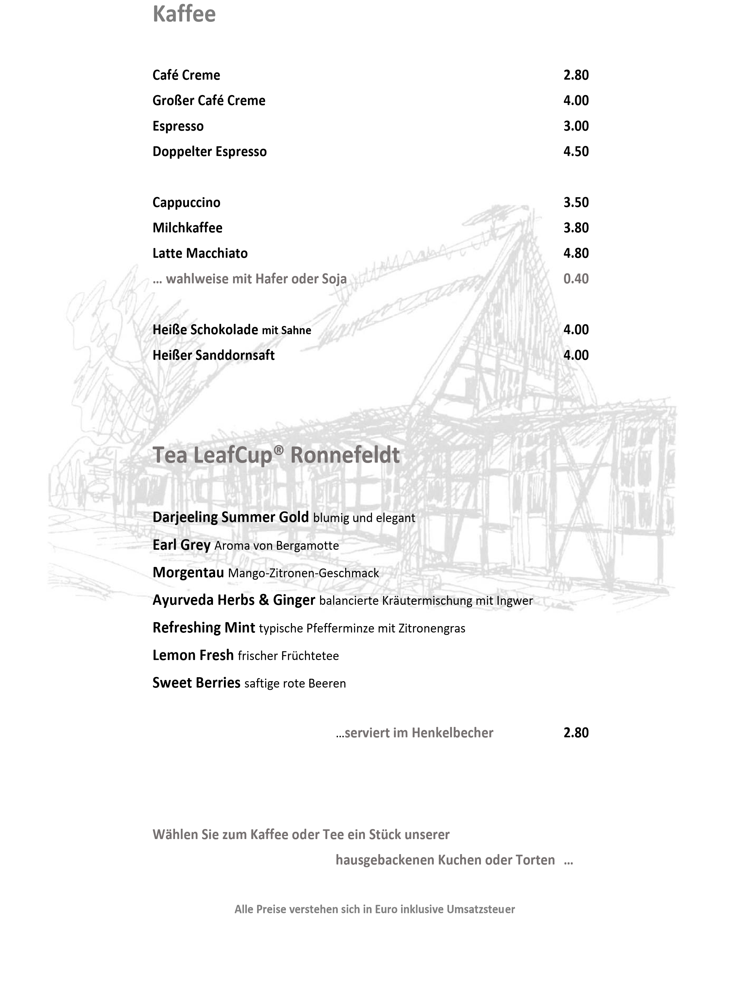 Kaffee
Café Creme 2.80
Großer Café Creme 4.00
Espresso 3.00
Doppelter Espresso 4.50
Cappuccino 3.50
Milchkaffee 3.80
Latte Macchiato 4.80
… wahlweise mit Hafer oder Soja 0.40
Heiße Schokolade mit Sahne 4.00
Heißer Sanddornsaft 4.00
Tea LeafCup® Ronnefeldt
Darjeeling Summer Gold blumig und elegant
Earl Grey Aroma von Bergamotte
Morgentau Mango-Zitronen-Geschmack
Ayurveda Herbs & Ginger balancierte Kräutermischung mit Ingwer
Refreshing Mint typische Pfefferminze mit Zitronengras
Lemon Fresh frischer Früchtetee
Sweet Berries saftige rote Beeren
…serviert im Henkelbecher 2.80
Wählen Sie zum Kaffee oder Tee ein Stück unserer
hausgebackenen Kuchen oder Torten …
Alle Preise verstehen sich in Euro inklusive Umsatzsteuer